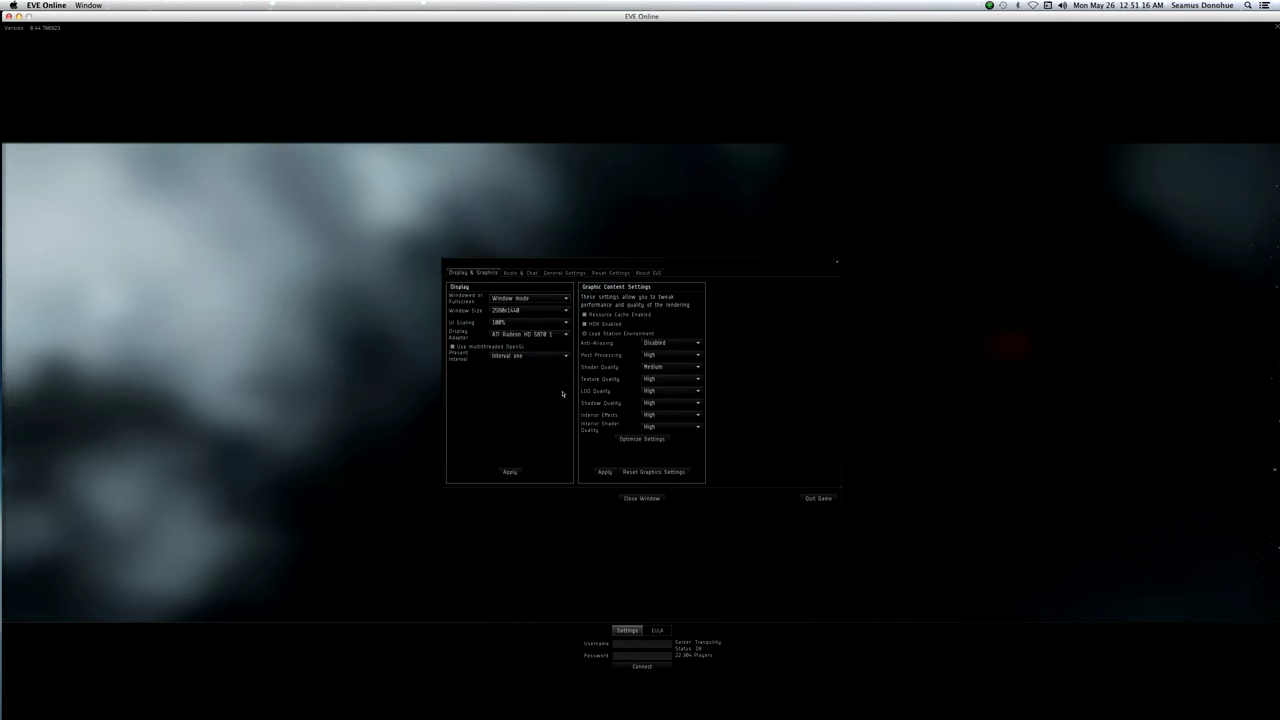 EVE Online Window Mon May 26 12 51.16 AM Seamus Donohue
EVE Online
Version
Display & Graphics Audio & Chat General Settings Reset Settings About EVE
Display
Windowed or Fullscreen Window mode
Window Size 2560x1440
UI Scaling 100%
Display Adapter ATI Radeon HD 5870 1
Use multithreaded OpenGL
Present Interval Interval one
Apply
Graphic Content Settings
These settings allow you to tweak
performance and quality of the rendering
Resource Cache Enabled
HDR Enabled
Load Station Environment
Anti-Aliasing Disabled
Post Processing High
Shader Quality Medium
Texture Quality High
LOD Quality High
Shadow Quality High
Interior Effects High
Interior Shader Quality High
Optimize Settings
Apply Reset Graphics Settings
Close Window Quit Game
Settings EULA
Username
Password
Connect
Server Tranquility
Status OK
22 304 Players